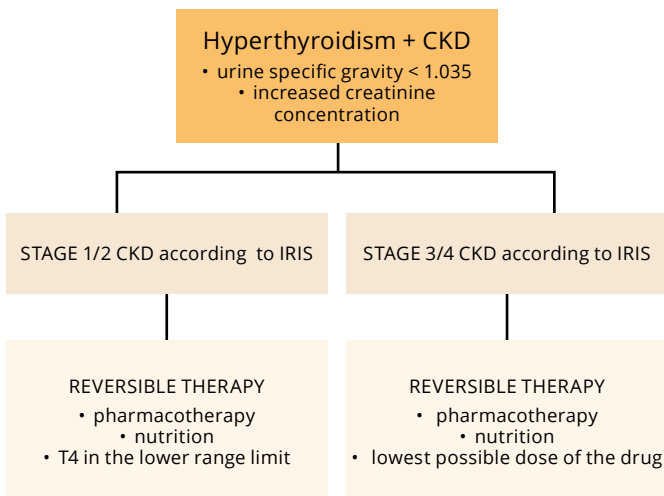 Hyperthyroidism + CKD
• urine specific gravity < 1.035
• increased creatinine
concentration
STAGE 1/2 CKD according to IRIS
STAGE 3/4 CKD according to IRIS
REVERSIBLE THERAPY
• pharmacotherapy
• nutrition
• T4 in the lower range limit
REVERSIBLE THERAPY
• pharmacotherapy
• nutrition
• lowest possible dose of the drug